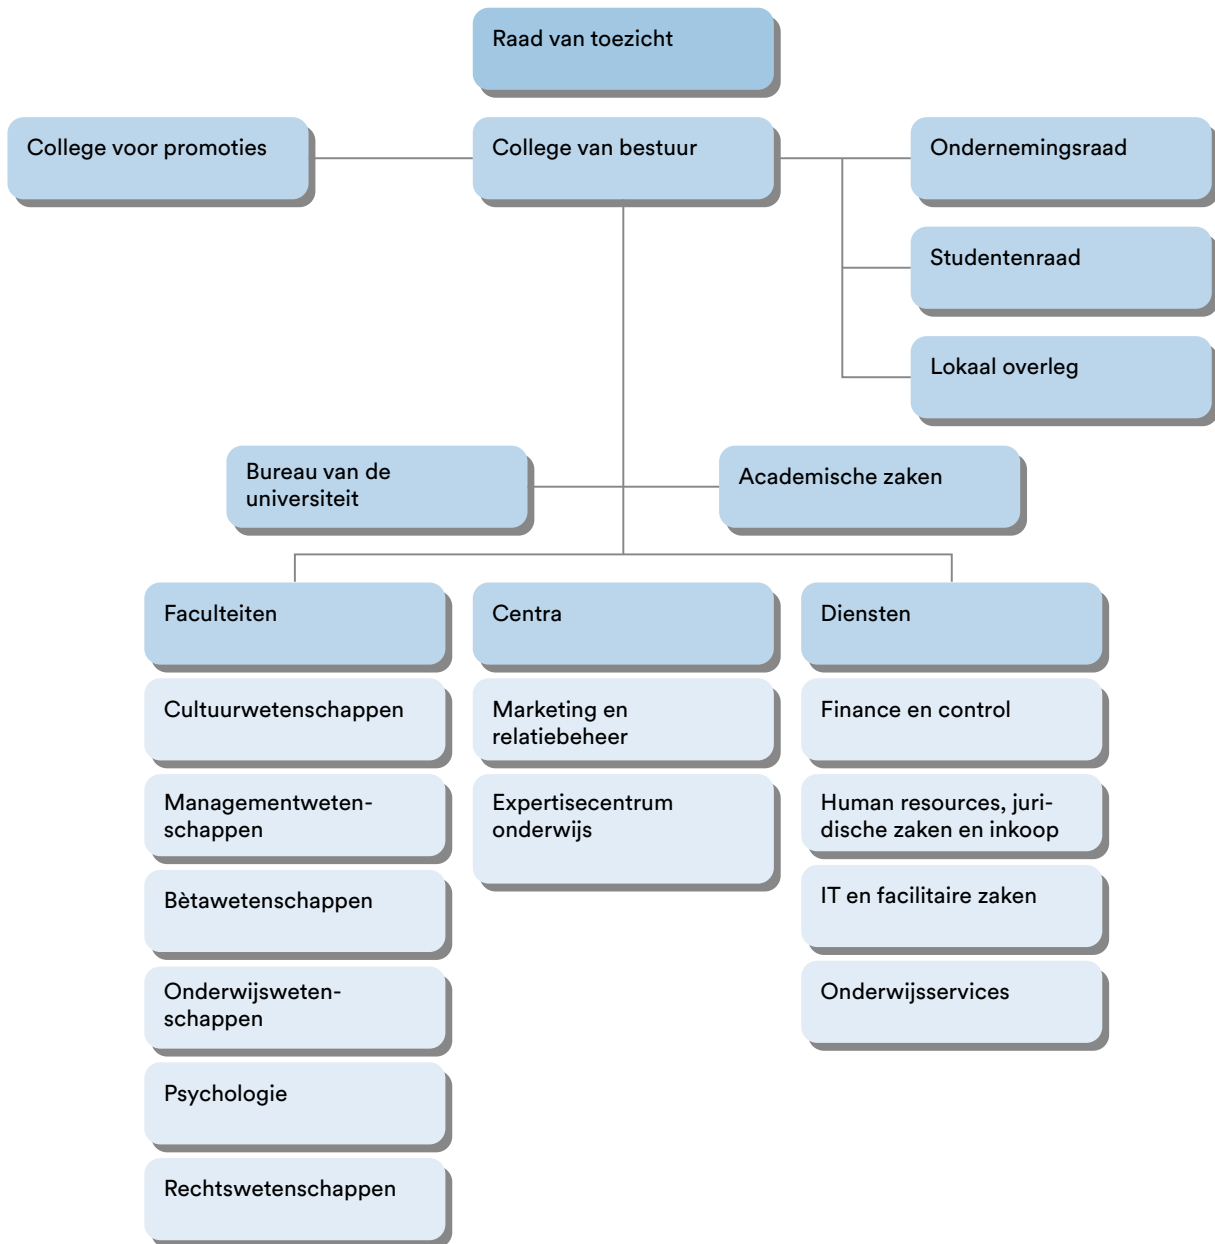 Raad van toezicht
College voor promoties
College van bestuur
Ondernemingsraad
Studentenraad
Lokaal overleg
Bureau van de
universiteit
Academische zaken
Faculteiten
Cultuurwetenschappen
Managementweten-
schappen
Bètawetenschappen
Onderwijsweten-
schappen
Psychologie
Rechtswetenschappen
Centra
Marketing en
relatiebeheer
Expertisecentrum
onderwijs
Diensten
Finance en control
Human resources, juri-
dische zaken en inkoop
IT en facilitaire zaken
Onderwijsservices